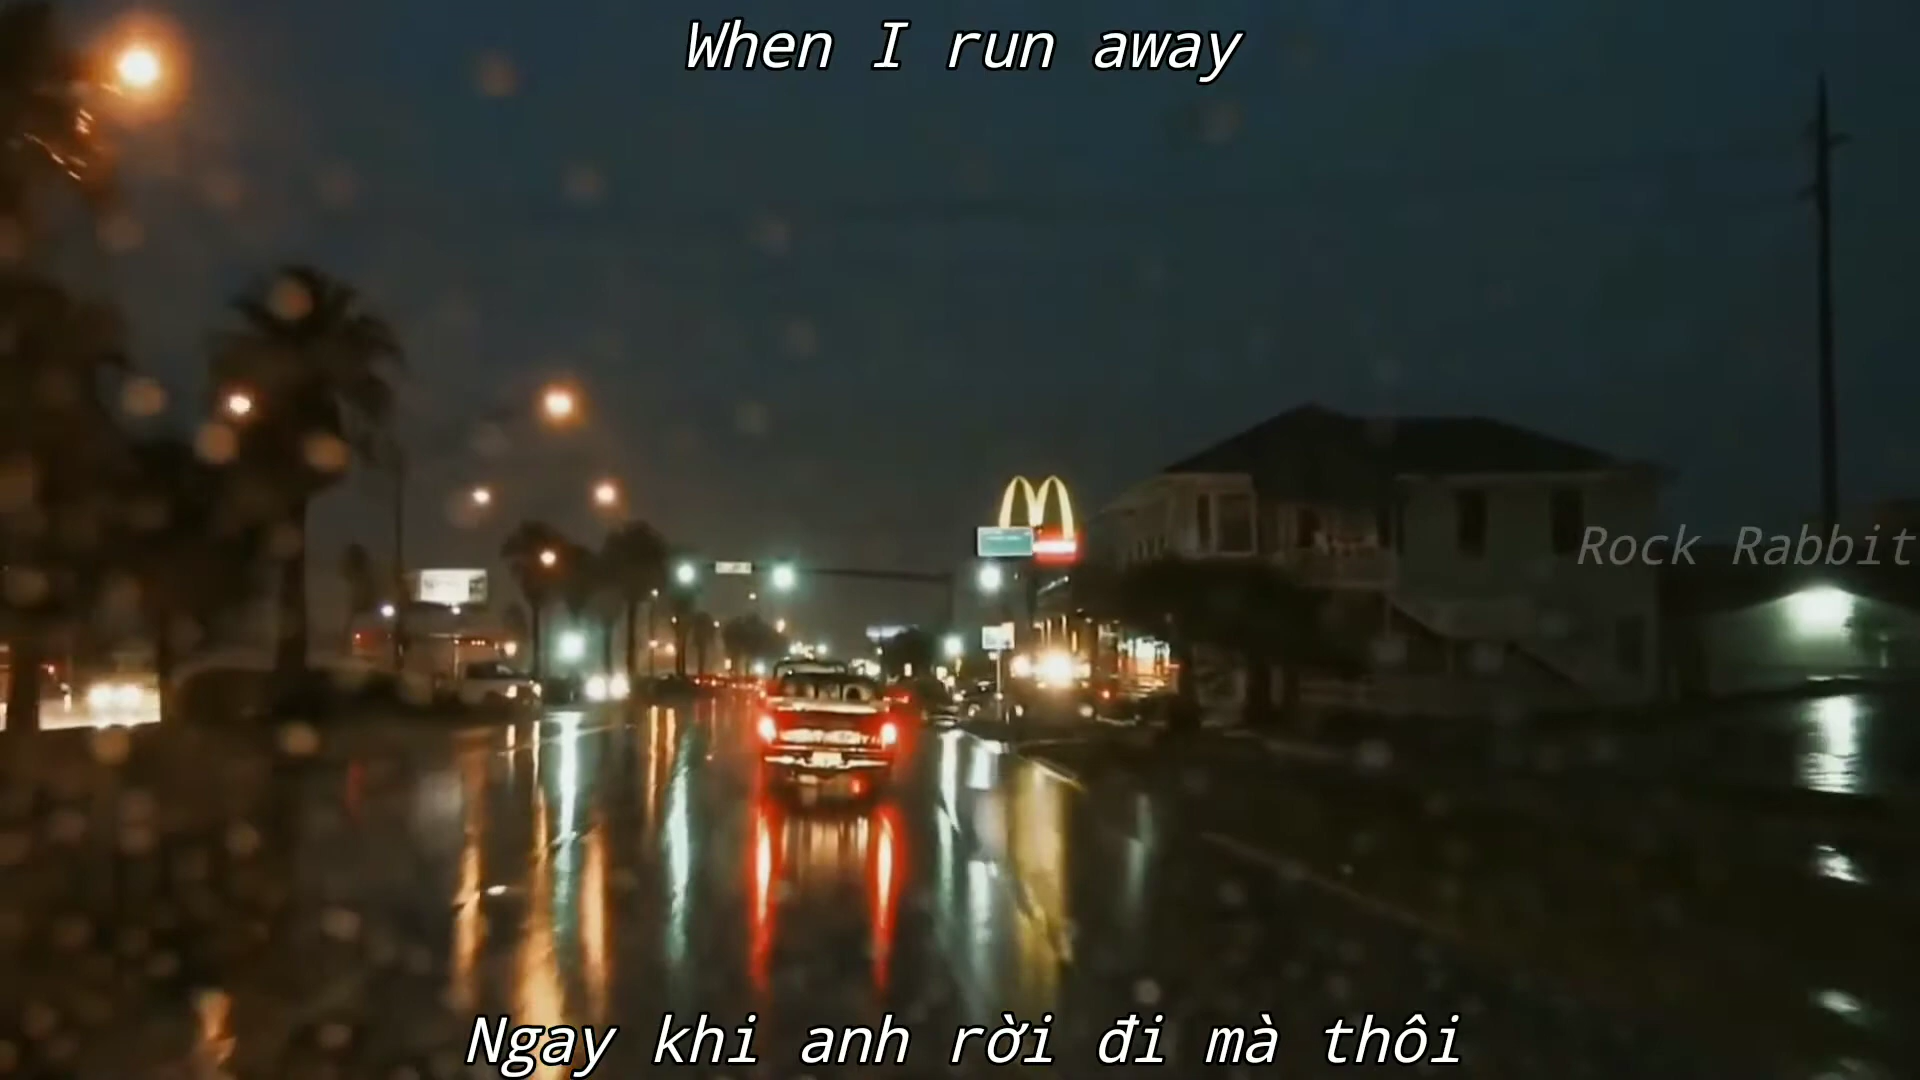 When I run away
Rock Rabbit
Ngay khi anh rời đi mà thôi